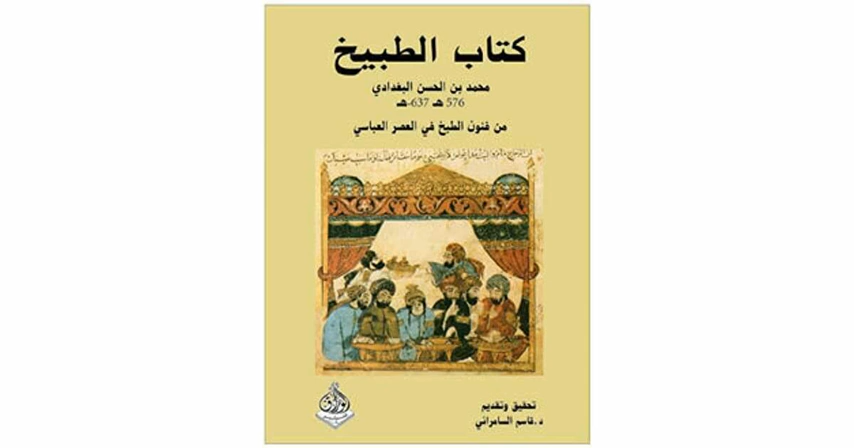 كتاب الطبيخ
محمد بن الحسن البغدادي
576 هـ 637-هـ
من فنون الطبخ في العصر العباسي
تحقيق وتقديم
د.قاسم السامرائي